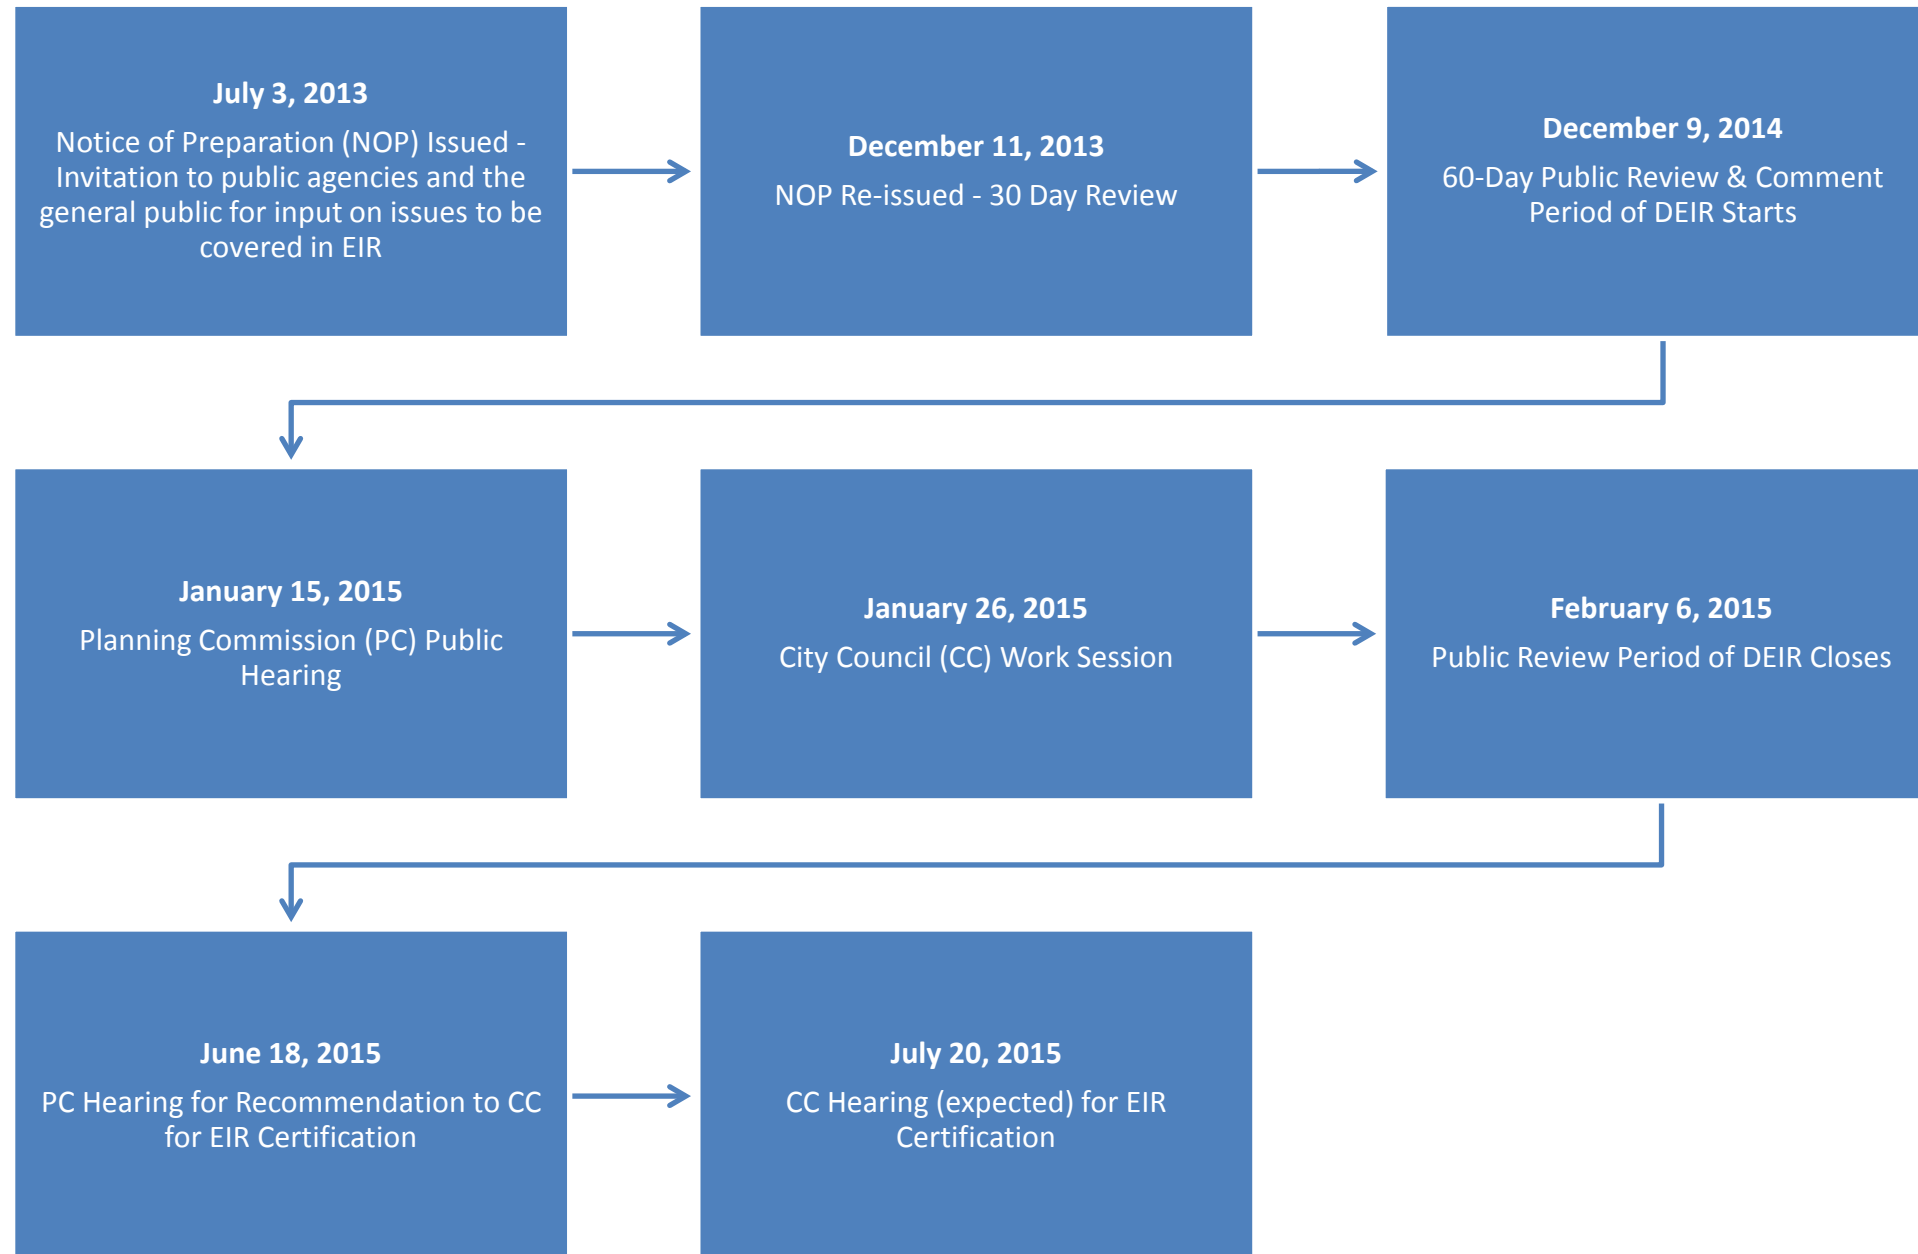 July 3, 2013
Notice of Preparation (NOP) Issued -
Invitation to public agencies and the
general public for input on issues to be
covered in EIR
December 11, 2013
NOP Re-issued - 30 Day Review
December 9, 2014
60-Day Public Review & Comment
Period of DEIR Starts
January 15, 2015
Planning Commission (PC) Public
Hearing
January 26, 2015
City Council (CC) Work Session
February 6, 2015
Public Review Period of DEIR Closes
June 18, 2015
PC Hearing for Recommendation to CC
for EIR Certification
July 20, 2015
CC Hearing (expected) for EIR
Certification